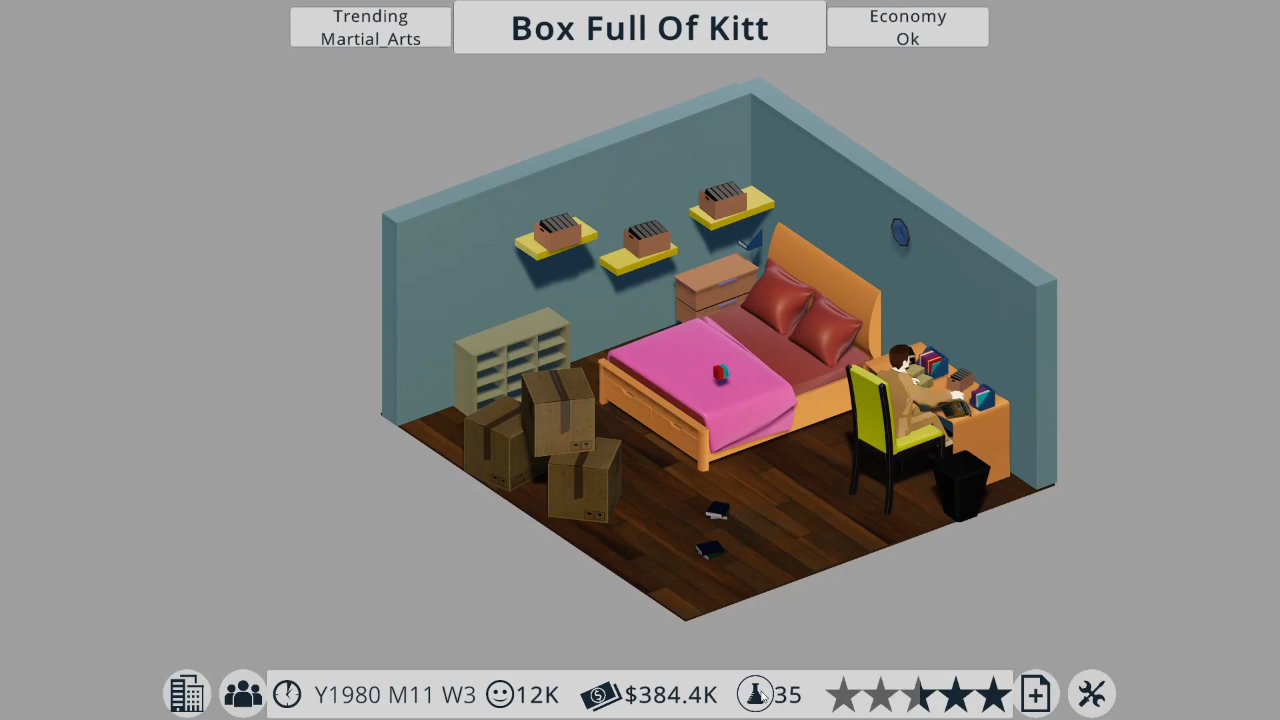 Trending
Martial_Arts
Box Full Of Kitt
Economy
Ok
Y1980 M11 W3
12K
$384.4K
35